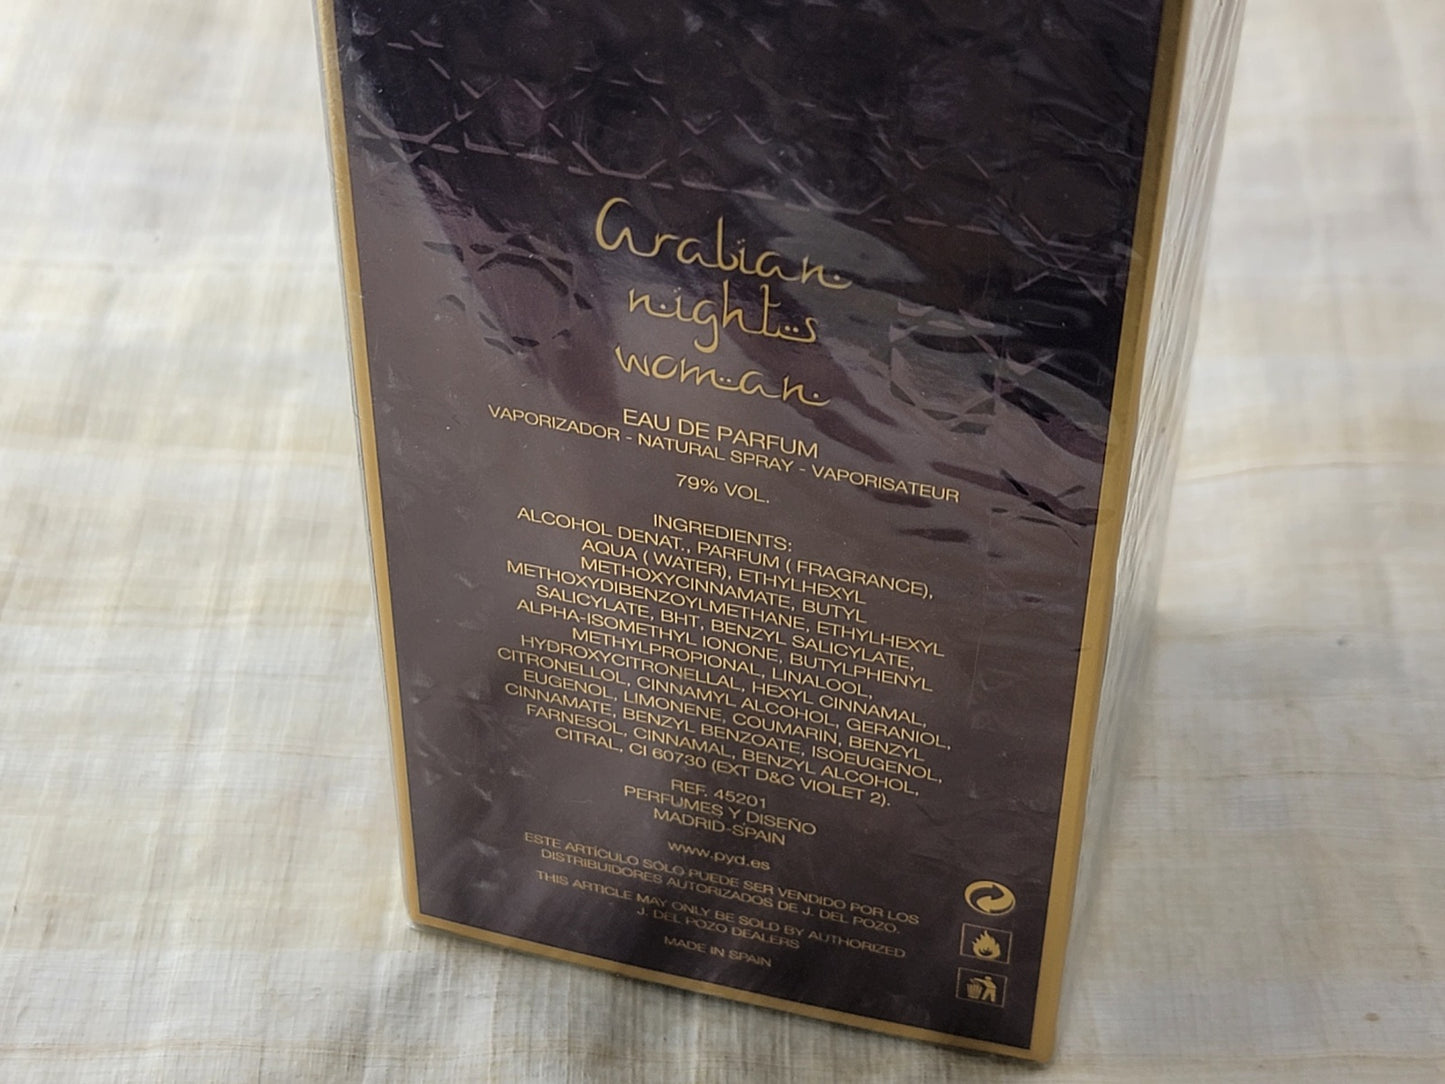 arabian
nights
woman
EAU DE PARFUM
VAPORIZADOR - NATURAL SPRAY - VAPORISATEUR
79% VOL.
INGREDIENTS:
ALCOHOL DENAT., PARFUM ( FRAGRANCE),
AQUA ( WATER), ETHYLHEXYL
METHOXYCINNAMATE, BUTYL
METHOXYDIBENZOYLMETHANE, ETHYLHEXYL
SALICYLATE, BHT, BENZYL SALICYLATE,
ALPHA-ISOMETHYL IONONE, BUTYLPHENYL
METHYLPROPIONAL, LINALOOL,
HYDROXYCITRONELLAL, HEXYL CINNAMAL,
CITRONELLOL, CINNAMYL ALCOHOL, GERANIOL,
EUGENOL, LIMONENE, COUMARIN, BENZYL
CINNAMATE, BENZYL BENZOATE, ISOEUGENOL,
FARNESOL, CINNAMAL, BENZYL ALCOHOL,
CITRAL, CI 60730 (EXT D&C VIOLET 2).
REF. 45201
PERFUMES Y DISEÑO
MADRID-SPAIN
www.pyd.es
ESTE ARTÍCULO SÓLO PUEDE SER VENDIDO POR LOS
DISTRIBUIDORES AUTORIZADOS DE J. DEL POZO.
THIS ARTICLE MAY ONLY BE SOLD BY AUTHORIZED
J. DEL POZO DEALERS
MADE IN SPAIN